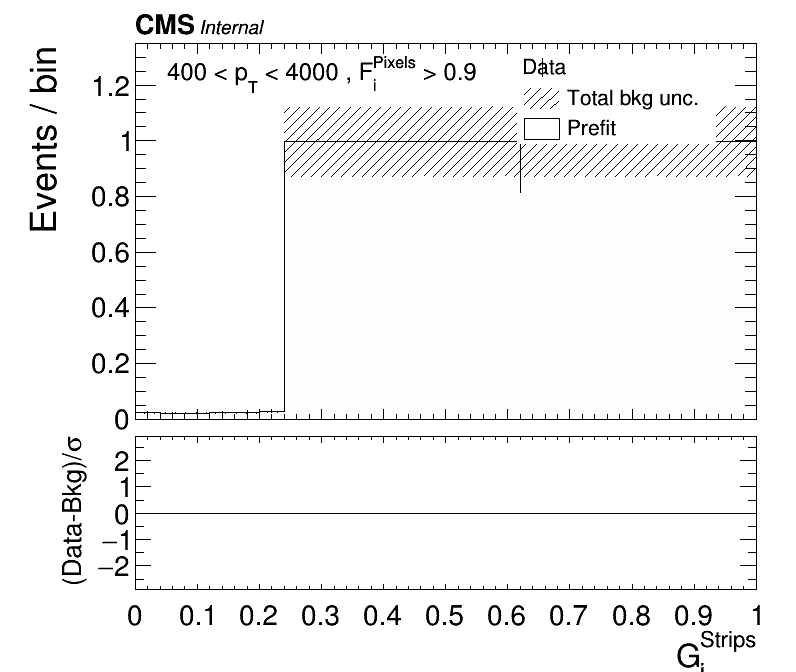 CMS Internal
400 < p_T < 4000 , F_i^Pixels > 0.9
Data
Total bkg unc.
Prefit
Events / bin
1.2
1
0.8
0.6
0.4
0.2
0
(Data-Bkg)/σ
2
1
0
−1
−2
0 0.1 0.2 0.3 0.4 0.5 0.6 0.7 0.8 0.9 1
G_i^Strips